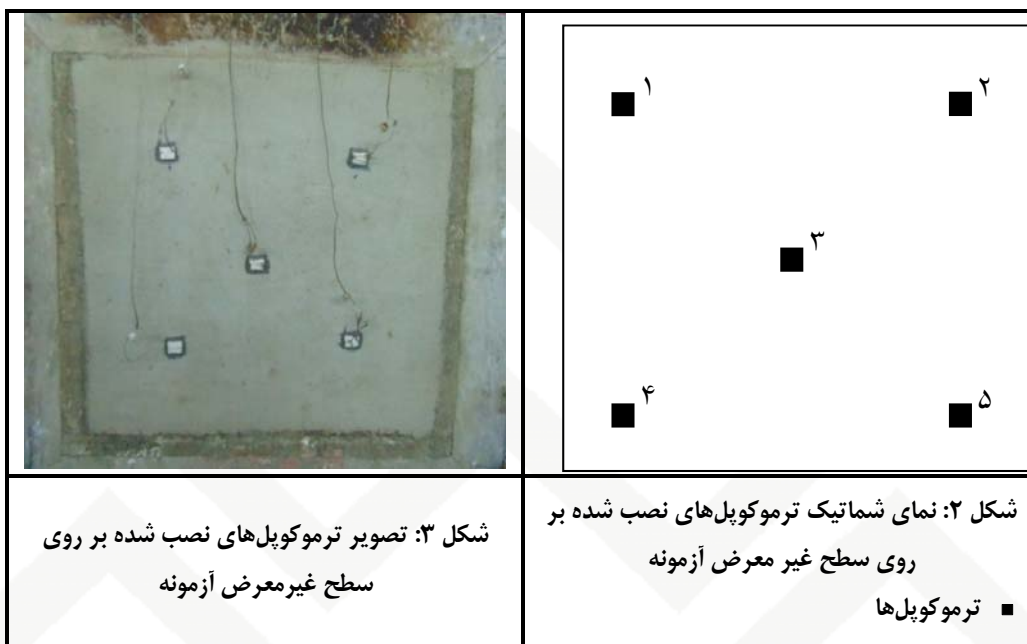 ۱
۲
۳
۴
۵
شکل ۲: نمای شماتیک ترموکوپل‌های نصب شده بر
روی سطح غیر معرض آزمونه
■ ترموکوپل‌ها
شکل ۳: تصویر ترموکوپل‌های نصب شده بر روی
سطح غیرمعرض آزمونه